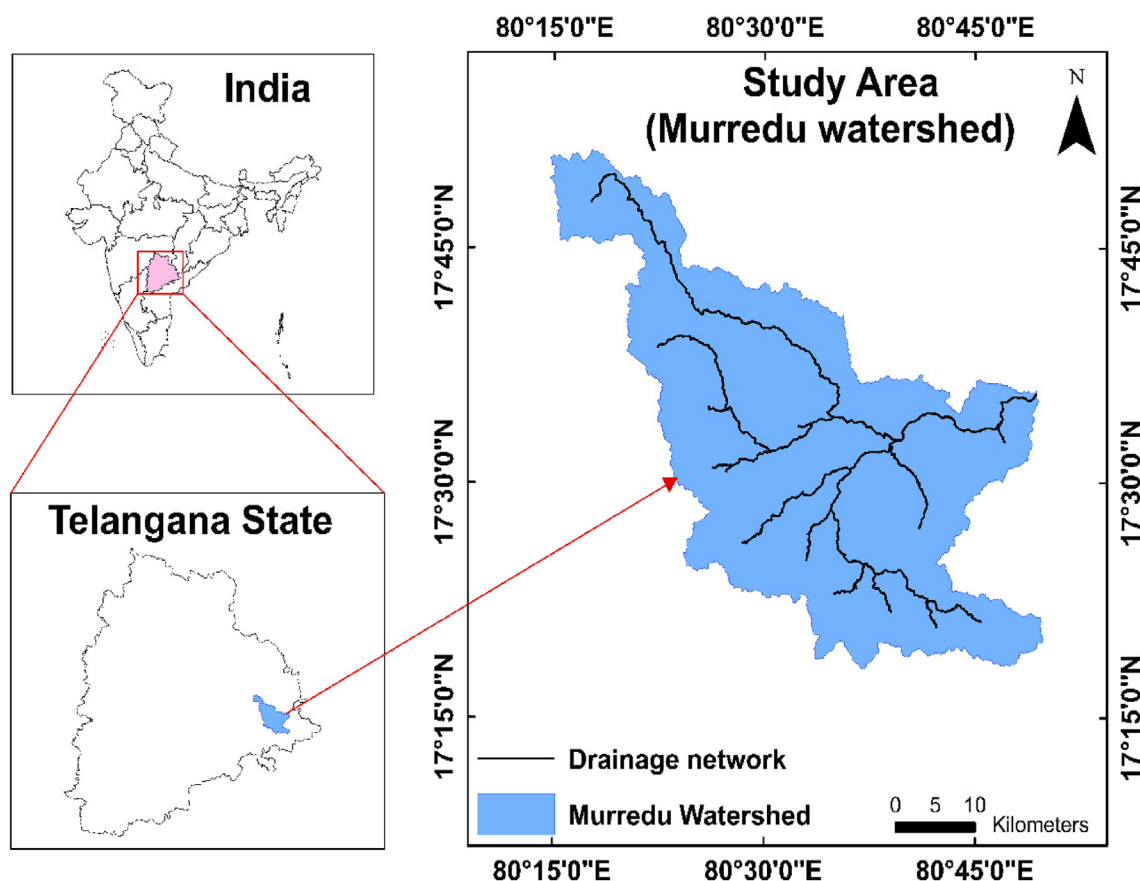 India
Telangana State
80°15'0"E 80°30'0"E 80°45'0"E
Study Area
(Murredu watershed)
N
17°45'0"N
17°30'0"N
17°15'0"N
17°45'0"N
17°30'0"N
17°15'0"N
Drainage network
Murredu Watershed
0 5 10
Kilometers
80°15'0"E 80°30'0"E 80°45'0"E